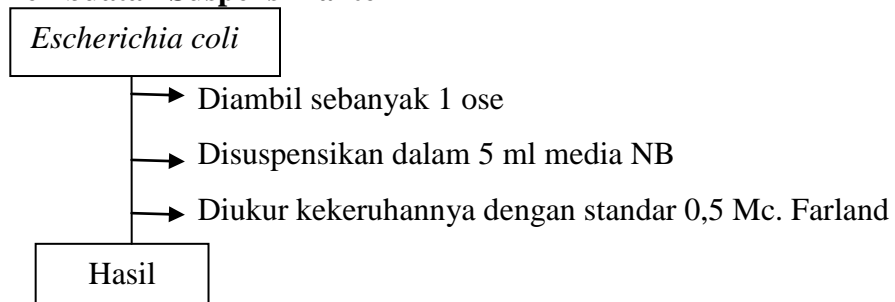 Escherichia coli
Diambil sebanyak 1 ose
Disuspensikan dalam 5 ml media NB
Diukur kekeruhannya dengan standar 0,5 Mc. Farland
Hasil